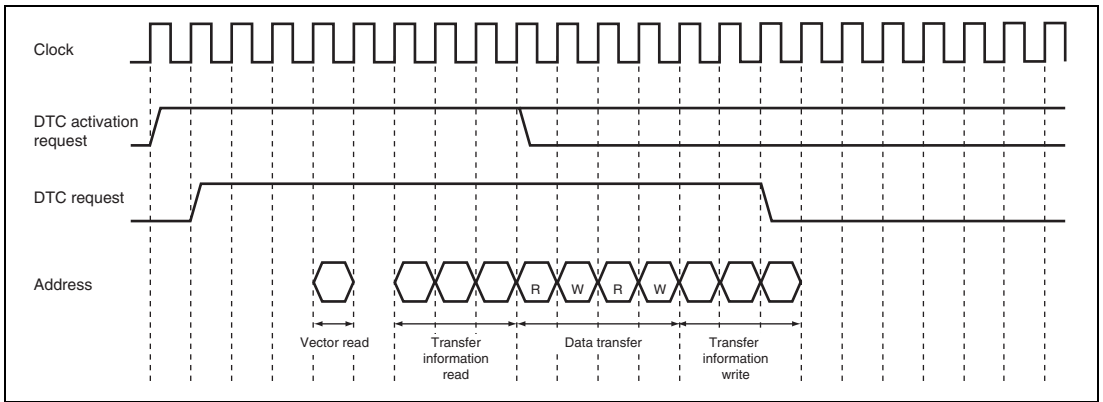 Clock
DTC activation
request
DTC request
Address
R W R W
Vector read
Transfer
information
read
Data transfer
Transfer
information
write